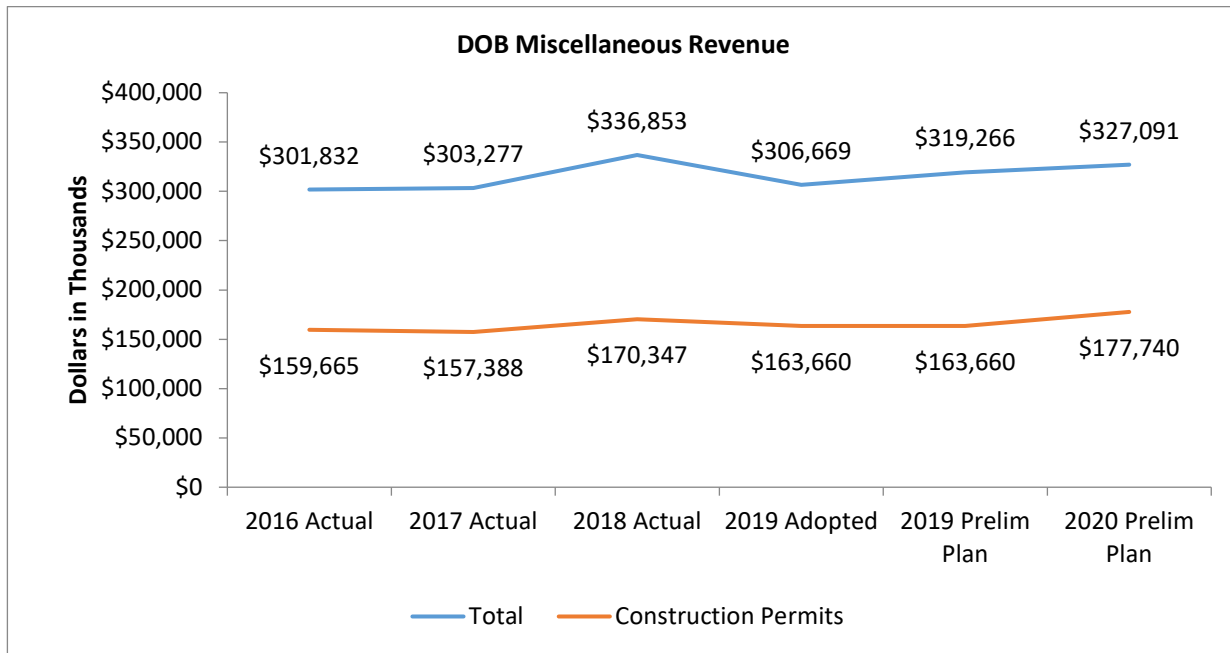 DOB Miscellaneous Revenue
Dollars in Thousands
$400,000
$350,000
$300,000
$250,000
$200,000
$150,000
$100,000
$50,000
$0
$301,832
$303,277
$336,853
$306,669
$319,266
$327,091
$159,665
$157,388
$170,347
$163,660
$163,660
$177,740
2016 Actual
2017 Actual
2018 Actual
2019 Adopted
2019 Prelim
Plan
2020 Prelim
Plan
Total
Construction Permits